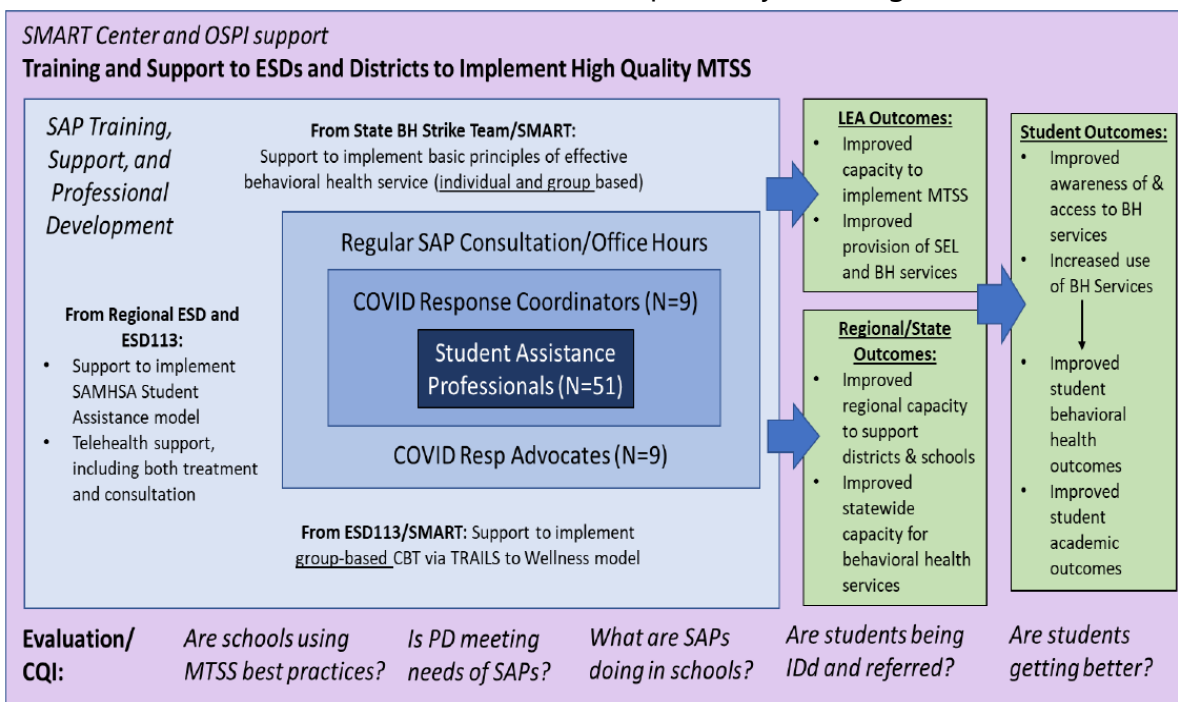 SMART Center and OSPI support
Training and Support to ESDs and Districts to Implement High Quality MTSS
SAP Training,
Support, and
Professional
Development
From State BH Strike Team/SMART:
Support to implement basic principles of effective
behavioral health service (individual and group based)
Regular SAP Consultation/Office Hours
COVID Response Coordinators (N=9)
Student Assistance
Professionals (N=51)
COVID Resp Advocates (N=9)
From Regional ESD and
ESD113:
• Support to implement
SAMHSA Student
Assistance model
• Telehealth support,
including both treatment
and consultation
From ESD113/SMART: Support to implement
group-based CBT via TRAILS to Wellness model
LEA Outcomes:
• Improved
capacity to
implement MTSS
• Improved
provision of SEL
and BH services
Regional/State
Outcomes:
• Improved
regional capacity
to support
districts & schools
• Improved
statewide
capacity for
behavioral health
services
Student Outcomes:
• Improved
awareness of &
access to BH
services
• Increased use
of BH Services
• Improved
student
behavioral
health
outcomes
• Improved
student
academic
outcomes
Evaluation/
CQI:
Are schools using
MTSS best practices?
Is PD meeting
needs of SAPs?
What are SAPs
doing in schools?
Are students being
IDd and referred?
Are students
getting better?